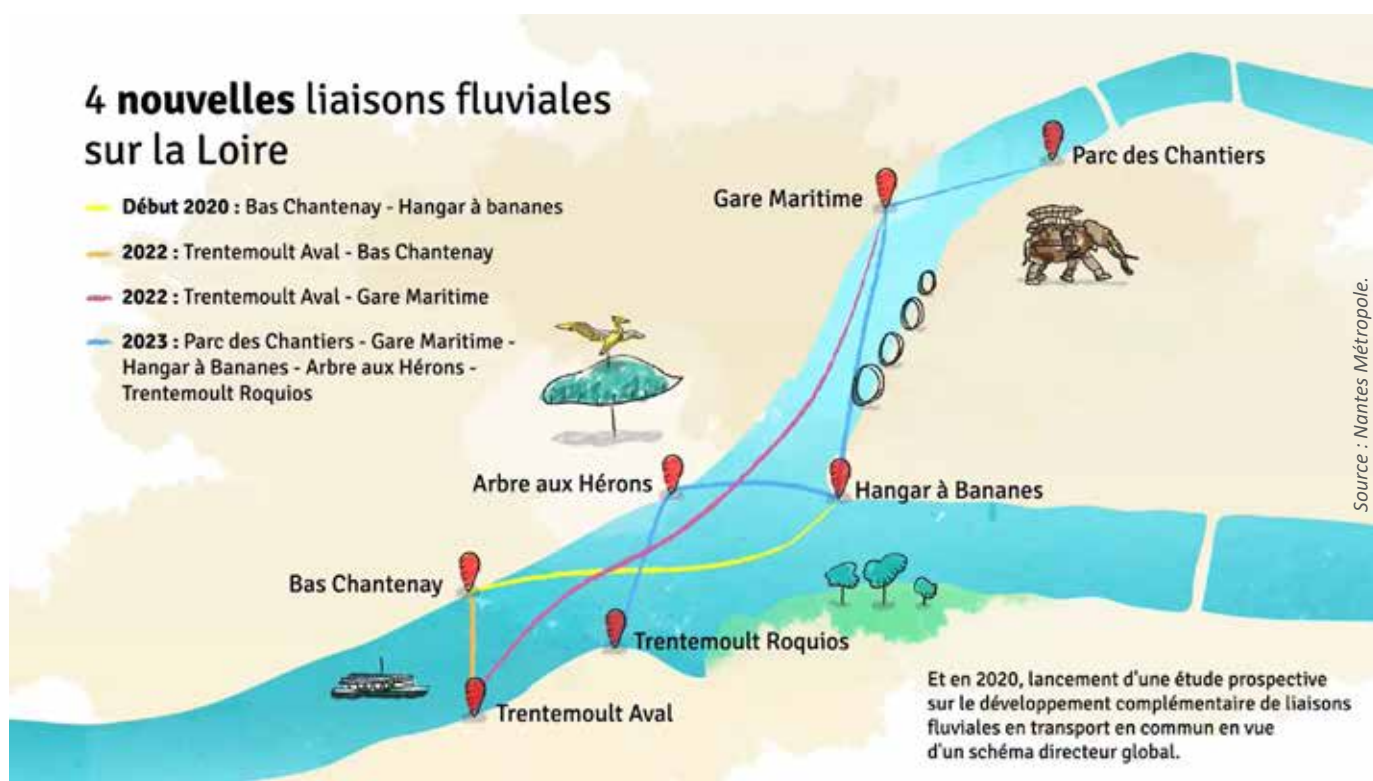 4 nouvelles liaisons fluviales
sur la Loire
Début 2020 : Bas Chantenay - Hangar à bananes
2022 : Trentemoult Aval - Bas Chantenay
2022 : Trentemoult Aval - Gare Maritime
2023 : Parc des Chantiers - Gare Maritime -
Hangar à Bananes - Arbre aux Hérons -
Trentemoult Roquios
Parc des Chantiers
Gare Maritime
Arbre aux Hérons
Hangar à Bananes
Bas Chantenay
Trentemoult Roquios
Trentemoult Aval
Et en 2020, lancement d'une étude prospective
sur le développement complémentaire de liaisons
fluviales en transport en commun en vue
d'un schéma directeur global.
Source : Nantes Métropole.